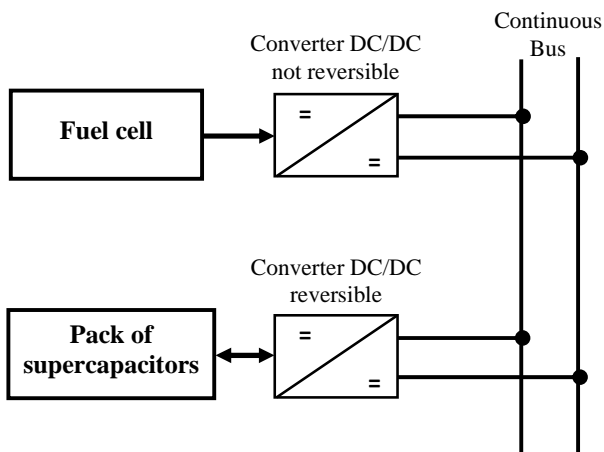 Continuous
Bus
Converter DC/DC
not reversible
Fuel cell
=
=
Converter DC/DC
reversible
Pack of
supercapacitors
=
=